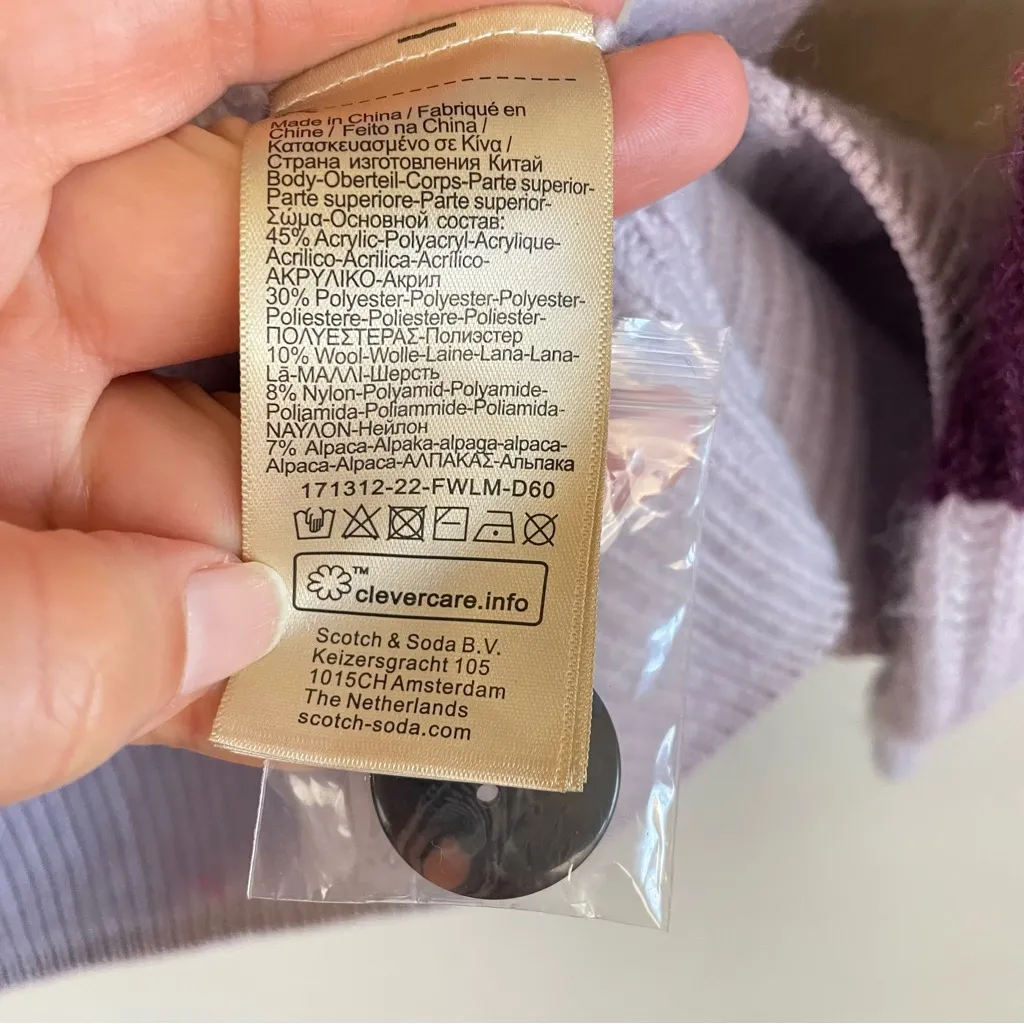 Made in China / Fabriqué en
Chine / Feito na China /
Κατασκευασμένο σε Κίνα /
Страна изготовления Китай
Body-Oberteil-Corps-Parte superior-
Parte superiore-Parte superior-
Σώμα-Основной состав:
45% Acrylic-Polyacryl-Acrylique-
Acrilico-Acrilica-Acrílico-
ΑΚΡΥΛΙΚΟ-Акрил
30% Polyester-Polyester-Polyester-
Poliestere-Poliestere-Poliéster-
ΠΟΛΥΕΣΤΕΡΑΣ-Полиэстер
10% Wool-Wolle-Laine-Lana-Lana-
Lã-ΜΑΛΛΙ-Шерсть
8% Nylon-Polyamid-Polyamide-
Poliamida-Poliammide-Poliamida-
ΝΑΥΛΟΝ-Нейлон
7% Alpaca-Alpaka-alpaga-alpaca-
Alpaca-Alpaca-ΑΛΠΑΚΑΣ-Альпака
171312-22-FWLM-D60
™
clevercare.info
Scotch & Soda B.V.
Keizersgracht 105
1015CH Amsterdam
The Netherlands
scotch-soda.com